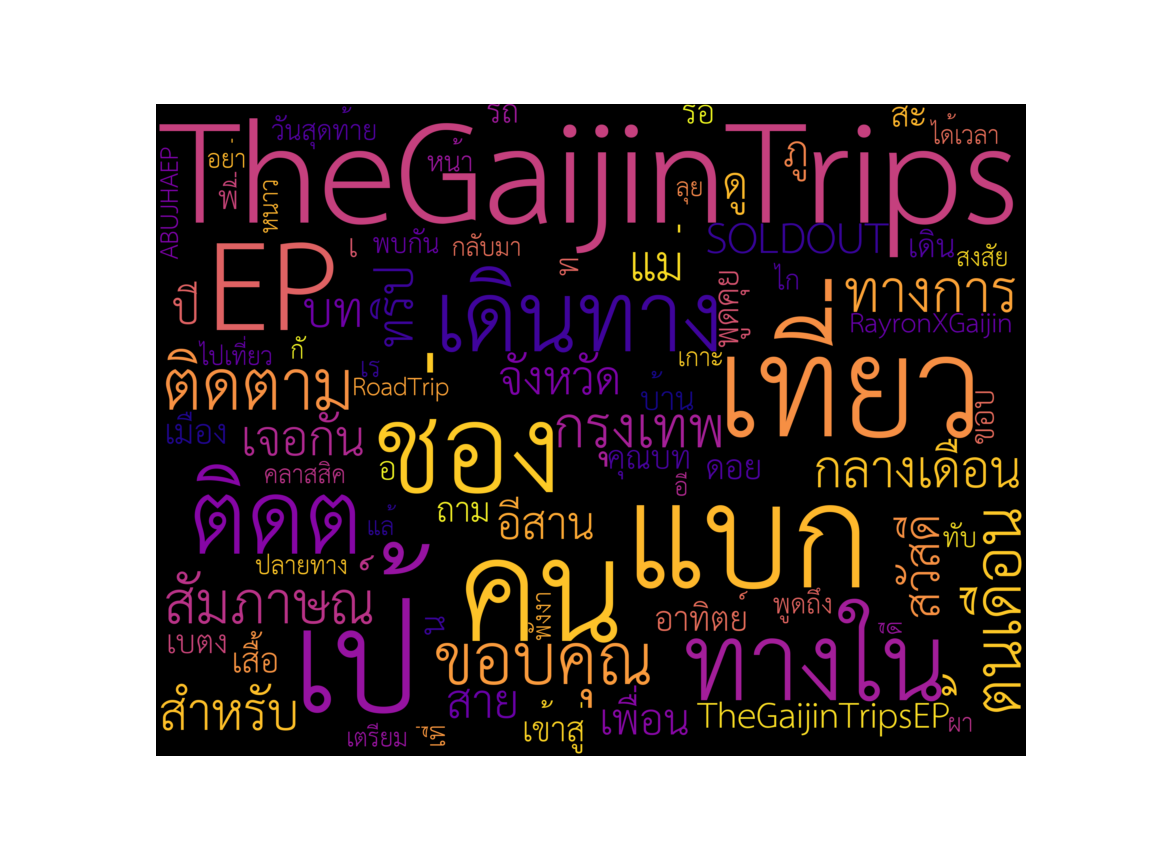 รถ
รอ
สะ
วันสุดท้าย
ได้เวลา
TheGaijinTrips
อย่า
หน้า
ภู
ABUJHAEP
พี่
หนาว
ลุย
ดู
SOLDOUT
เ
พบกัน
กลับมา
แม่
เดิน
สงสัย
EP
ท
ไก
ปี
บท
ทริป
เดินทาง
พูดคุย
ทางการ
RayronXGaijin
ไปเที่ยว
กั
เกาะ
เที่ยว
ติดตาม
เร
RoadTrip
จังหวัด
บ้าน
ขอบ
เมือง
เจอกัน
ช่อง
กรุงเทพ
คุณบท
ดอย
กลางเดือน
คลาสสิค
อ
อี
ติดต
แล้
ถาม
อีสาน
แบก
สวัสดี
ทับ
ปลายทาง
คน
ต้นเดือน
สัมภาษณ์
เป้
น
พังงา
อาทิตย์
พูดถึง
เบตง
เสื้อ
ขอบคุณ
ทางใน
สำหรับ
สาย
เข้าสู่
เพื่อน
TheGaijinTripsEP
ผา
เตรียม